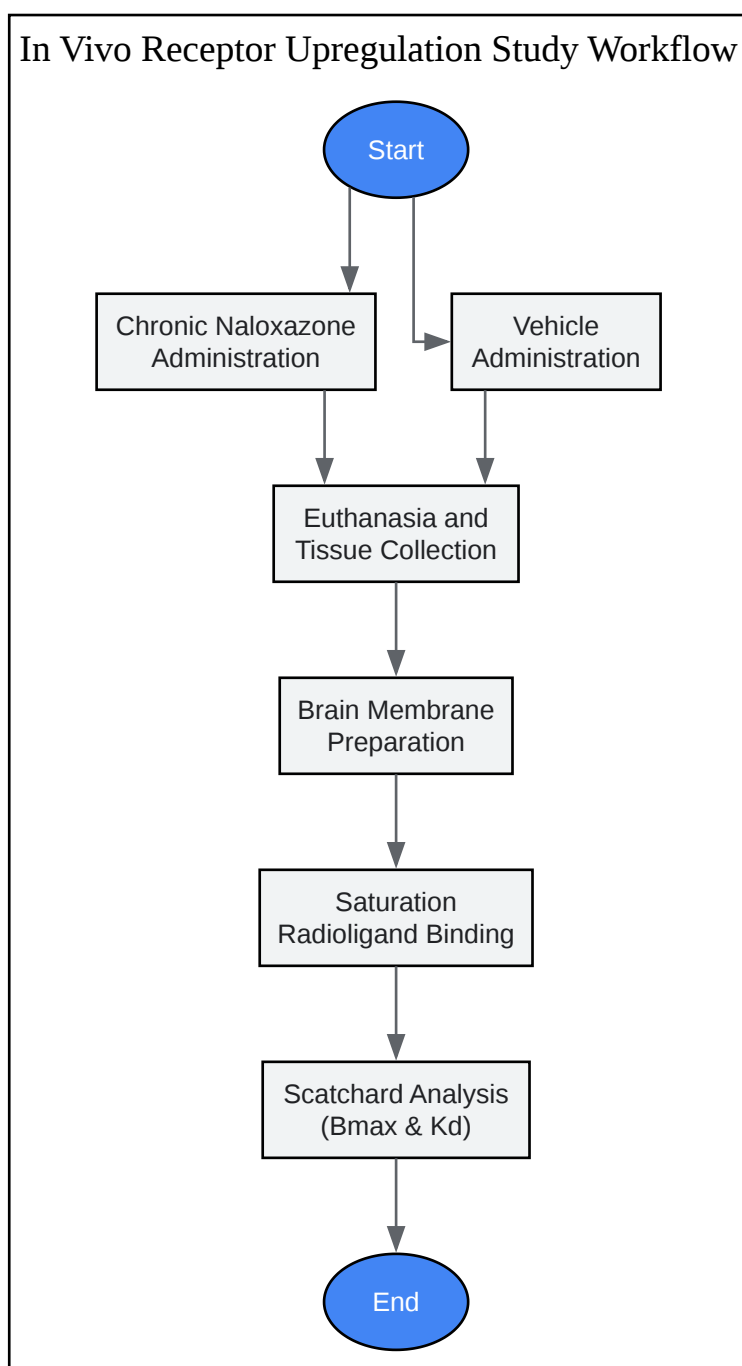 In Vivo Receptor Upregulation Study Workflow
Start
Chronic Naloxazone
Administration
Vehicle
Administration
Euthanasia and
Tissue Collection
Brain Membrane
Preparation
Saturation
Radioligand Binding
Scatchard Analysis
(Bmax & Kd)
End